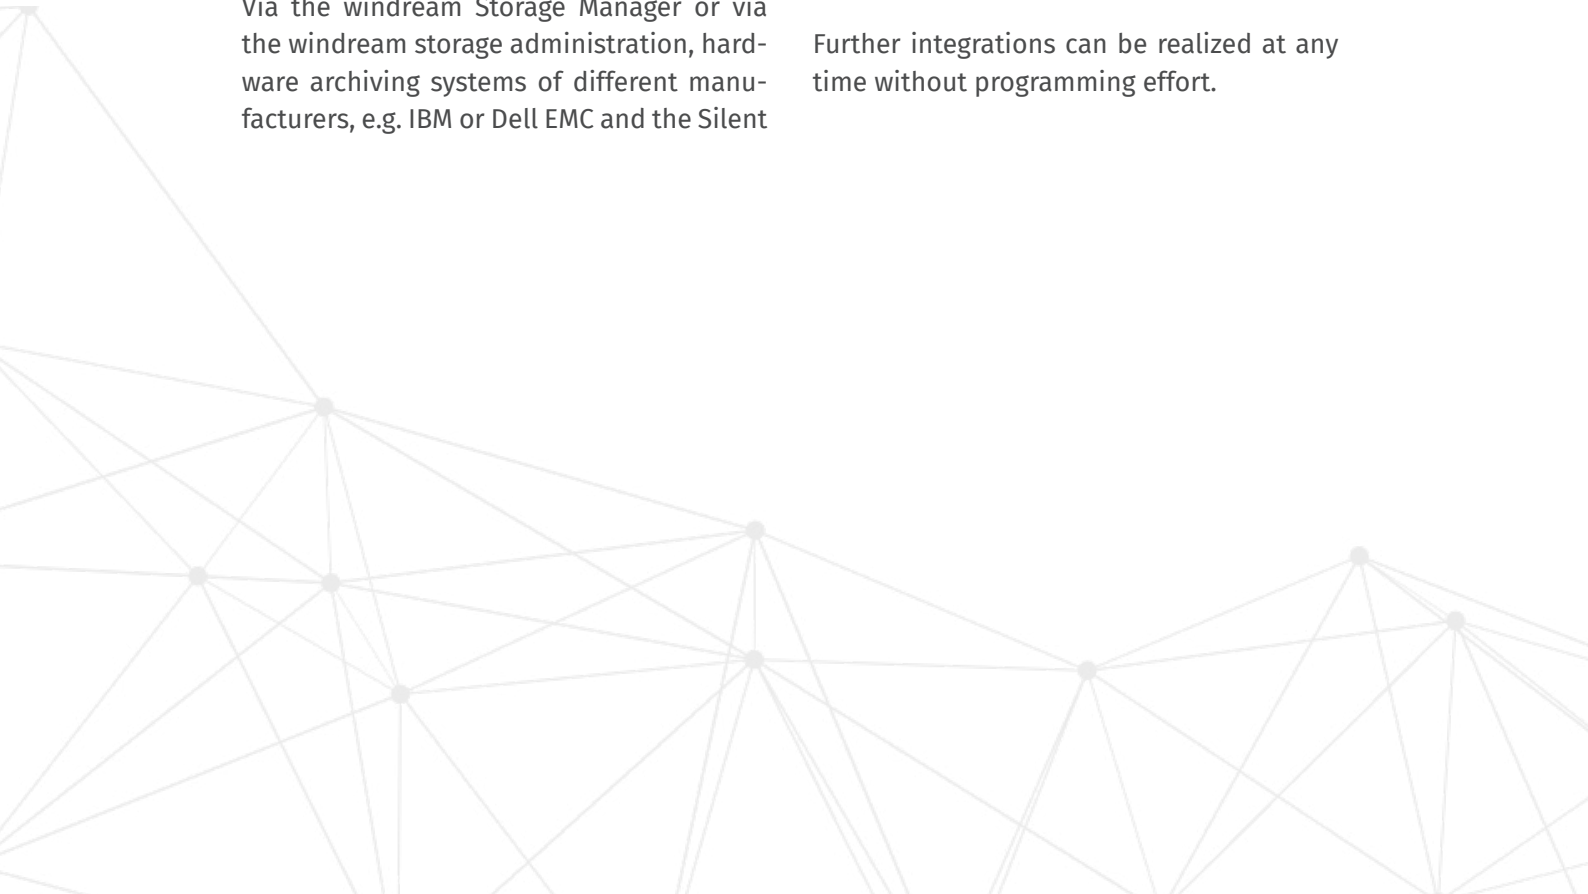 Via the windream Storage Manager or via
the windream storage administration, hard-
ware archiving systems of different manu-
facturers, e.g. IBM or Dell EMC and the Silent
Further integrations can be realized at any
time without programming effort.